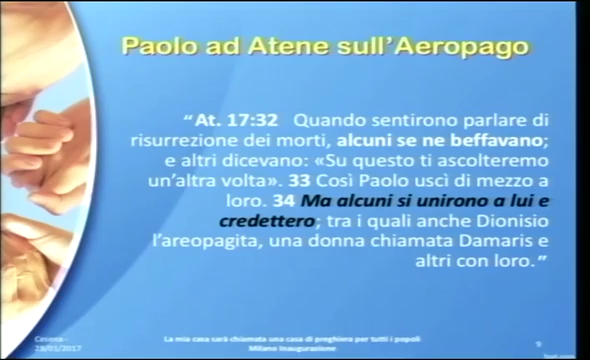 Paolo ad Atene sull'Aeropago
"At. 17:32 Quando sentirono parlare di
risurrezione dei morti, alcuni se ne beffavano;
e altri dicevano: «Su questo ti ascolteremo
un'altra volta». 33 Così Paolo uscì di mezzo a
loro. 34 Ma alcuni si unirono a lui e
credettero; tra i quali anche Dionisio
l'areopagita, una donna chiamata Damaris e
altri con loro."
Cesena -
28/01/2017
La mia casa sarà chiamata una casa di preghiera per tutti i popoli
Milano Inaugurazione
9